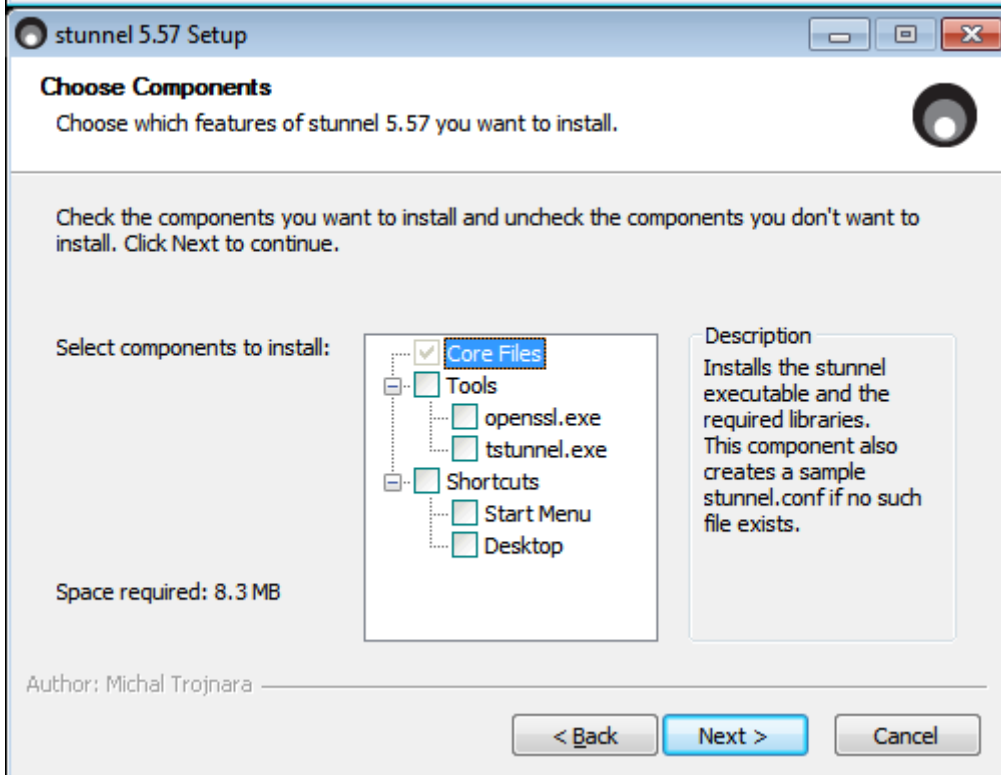 stunnel 5.57 Setup
Choose Components
Choose which features of stunnel 5.57 you want to install.
Check the components you want to install and uncheck the components you don't want to
install. Click Next to continue.
Select components to install:
Core Files
Tools
openssl.exe
tstunnel.exe
Shortcuts
Start Menu
Desktop
Description
Installs the stunnel
executable and the
required libraries.
This component also
creates a sample
stunnel.conf if no such
file exists.
Space required: 8.3 MB
Author: Michal Trojnara
< Back
Next >
Cancel